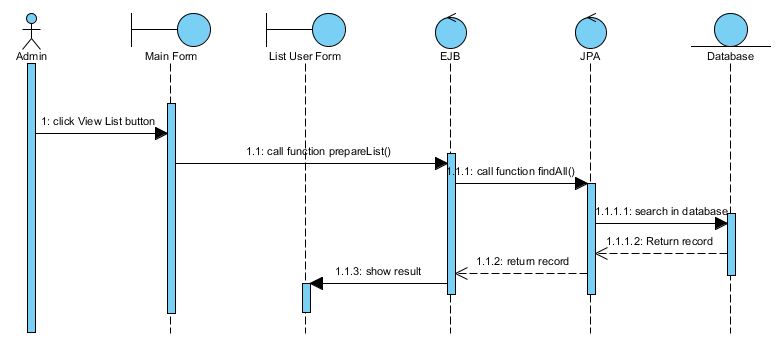 Admin
Main Form
List User Form
EJB
JPA
Database
1: click View List button
1.1: call function prepareList()
1.1.1: call function findAll()
1.1.1.1: search in database
1.1.1.2: Return record
1.1.2: return record
1.1.3: show result